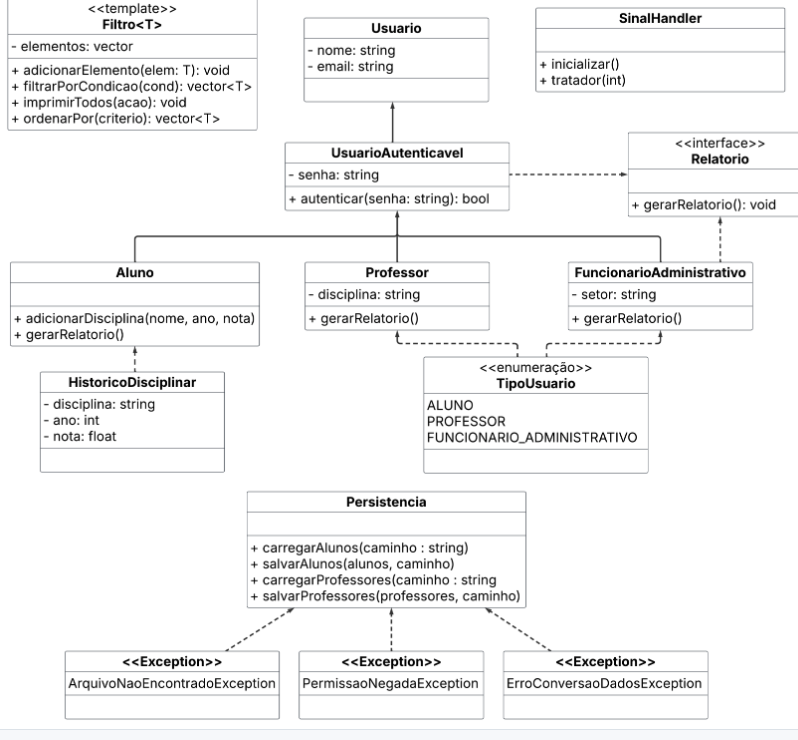 <<template>>
Filtro<T>
- elementos: vector
+ adicionarElemento(elem: T): void
+ filtrarPorCondicao(cond): vector<T>
+ imprimirTodos(acao): void
+ ordenarPor(criterio): vector<T>
Usuario
- nome: string
- email: string
SinalHandler
+ inicializar()
+ tratador(int)
UsuarioAutenticavel
- senha: string
+ autenticar(senha: string): bool
<<interface>>
Relatorio
+ gerarRelatorio(): void
Aluno
+ adicionarDisciplina(nome, ano, nota)
+ gerarRelatorio()
Professor
- disciplina: string
+ gerarRelatorio()
FuncionarioAdministrativo
- setor: string
+ gerarRelatorio()
HistoricoDisciplinar
- disciplina: string
- ano: int
- nota: float
<<enumeração>>
TipoUsuario
ALUNO
PROFESSOR
FUNCIONARIO_ADMINISTRATIVO
Persistencia
+ carregarAlunos(caminho : string)
+ salvarAlunos(alunos, caminho)
+ carregarProfessores(caminho : string
+ salvarProfessores(professores, caminho)
<<Exception>>
ArquivoNaoEncontradoException
<<Exception>>
PermissaoNegadaException
<<Exception>>
ErroConversaoDadosException